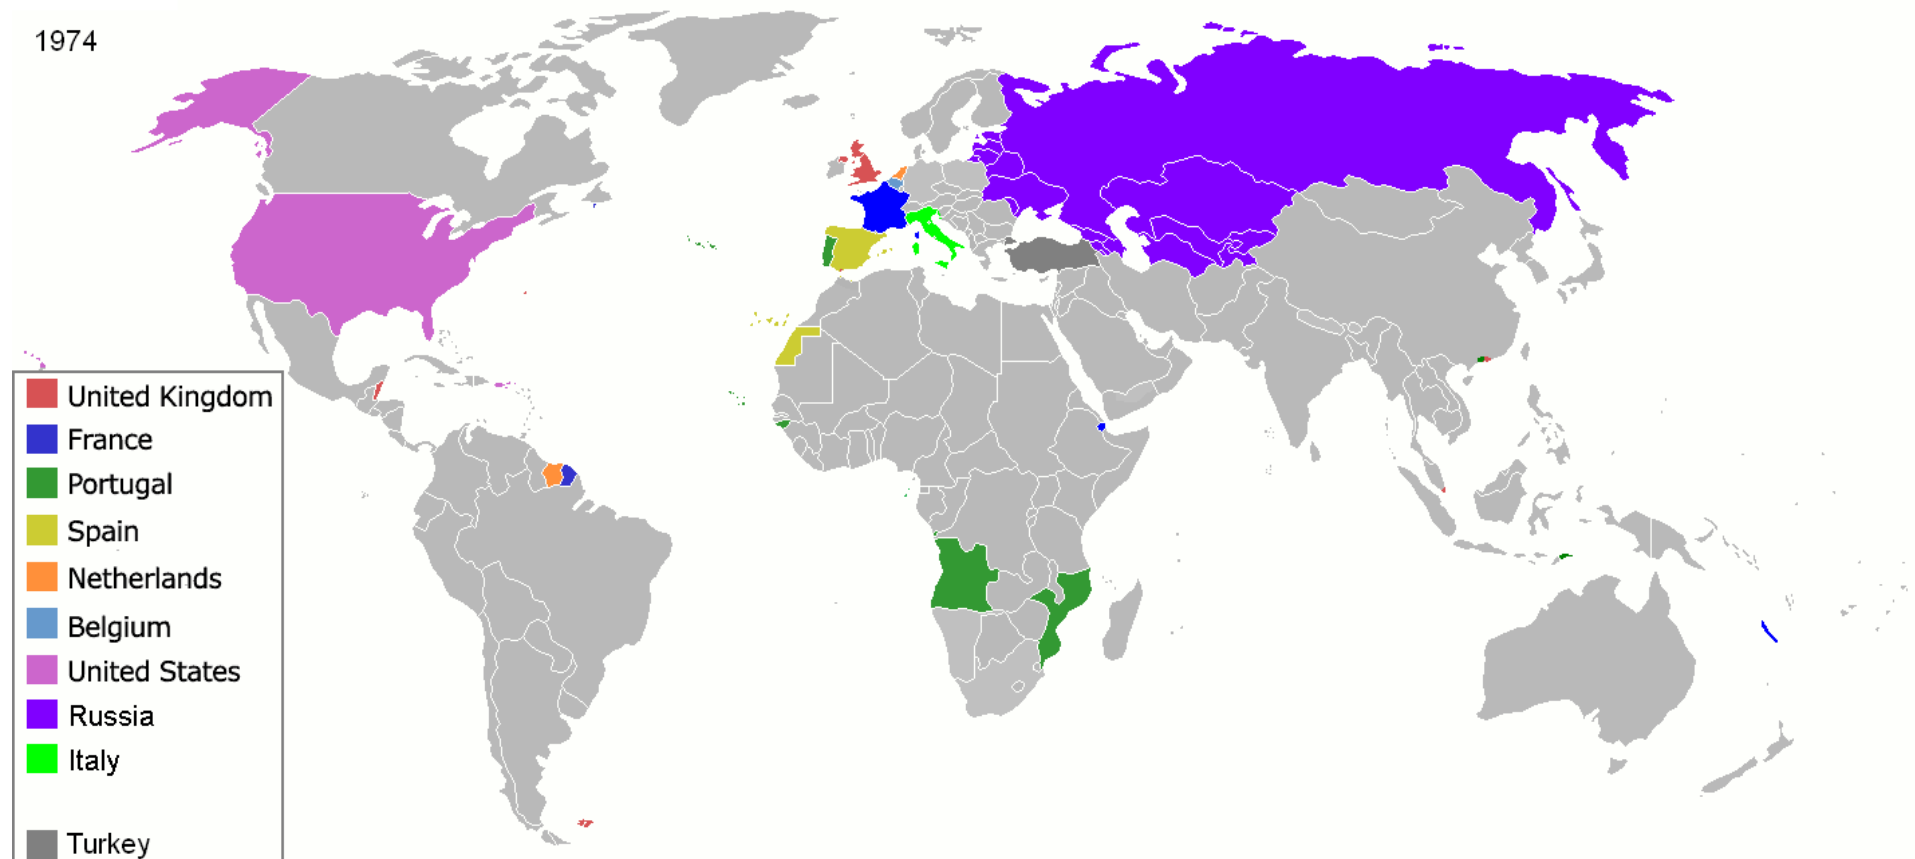 1974
United Kingdom
France
Portugal
Spain
Netherlands
Belgium
United States
Russia
Italy
Turkey